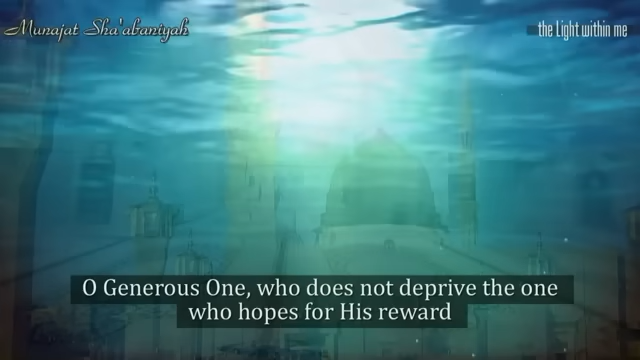 Munajat Sha'abaniyah
the Light within me
O Generous One, who does not deprive the one
who hopes for His reward